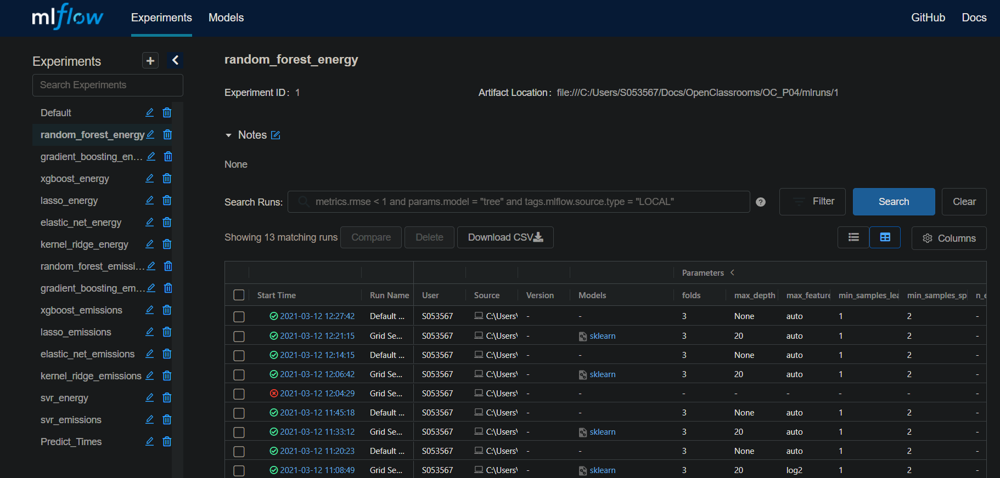 mlflow Experiments Models GitHub Docs
Experiments
Search Experiments
Default
random_forest_energy
gradient_boosting_en...
xgboost_energy
lasso_energy
elastic_net_energy
kernel_ridge_energy
random_forest_emissi...
gradient_boosting_em...
xgboost_emissions
lasso_emissions
elastic_net_emissions
kernel_ridge_emissions
svr_energy
svr_emissions
Predict_Times
random_forest_energy
Experiment ID: 1 Artifact Location: file:///C:/Users/S053567/Docs/OpenClassrooms/OC_P04/mlruns/1
Notes
None
Search Runs: metrics.rmse < 1 and params.model = "tree" and tags.mlflow.source.type = "LOCAL" ? Filter Search Clear
Showing 13 matching runs Compare Delete Download CSV Columns
Parameters <
Start Time Run Name User Source Version Models folds max_depth max_feature min_samples_lea min_samples_sp n_e
2021-03-12 12:27:42 Default ... S053567 C:\Users\ - - 3 None auto 1 2 -
2021-03-12 12:21:15 Grid Se... S053567 C:\Users\ - sklearn 3 20 auto 1 2 -
2021-03-12 12:14:15 Default ... S053567 C:\Users\ - - 3 None auto 1 2 -
2021-03-12 12:06:42 Grid Se... S053567 C:\Users\ - sklearn 3 20 auto 1 2 -
2021-03-12 12:04:29 Grid Se... S053567 C:\Users\ - - - - - - - -
2021-03-12 11:45:18 Default ... S053567 C:\Users\ - - 3 None auto 1 2 -
2021-03-12 11:33:12 Grid Se... S053567 C:\Users\ - sklearn 3 20 auto 1 2 -
2021-03-12 11:20:23 Default ... S053567 C:\Users\ - - 3 None auto 1 2 -
2021-03-12 11:08:49 Grid Se... S053567 C:\Users\ - sklearn 3 20 log2 1 2 -